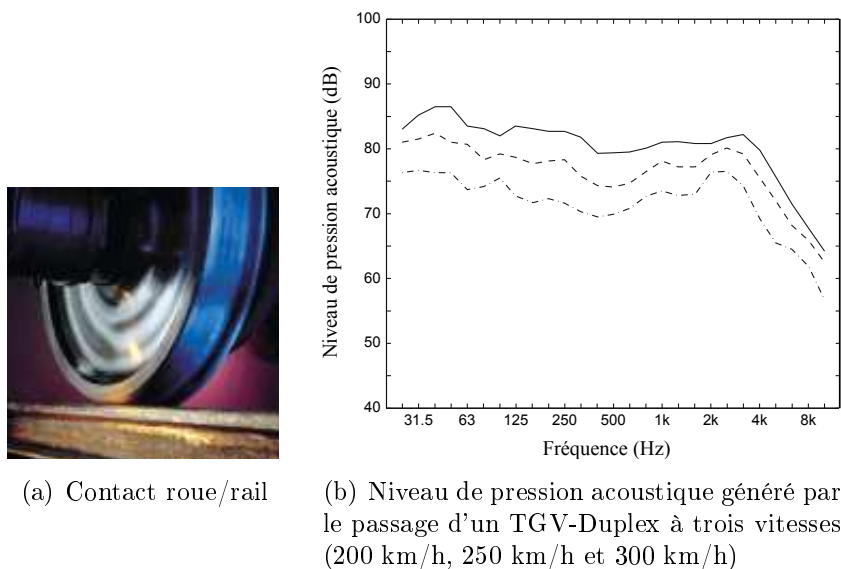 100
90
80
70
60
50
40
Niveau de pression acoustique (dB)
31.5 63 125 250 500 1k 2k 4k 8k
Fréquence (Hz)
(a) Contact roue/rail
(b) Niveau de pression acoustique généré par
le passage d'un TGV-Duplex à trois vitesses
(200 km/h, 250 km/h et 300 km/h)